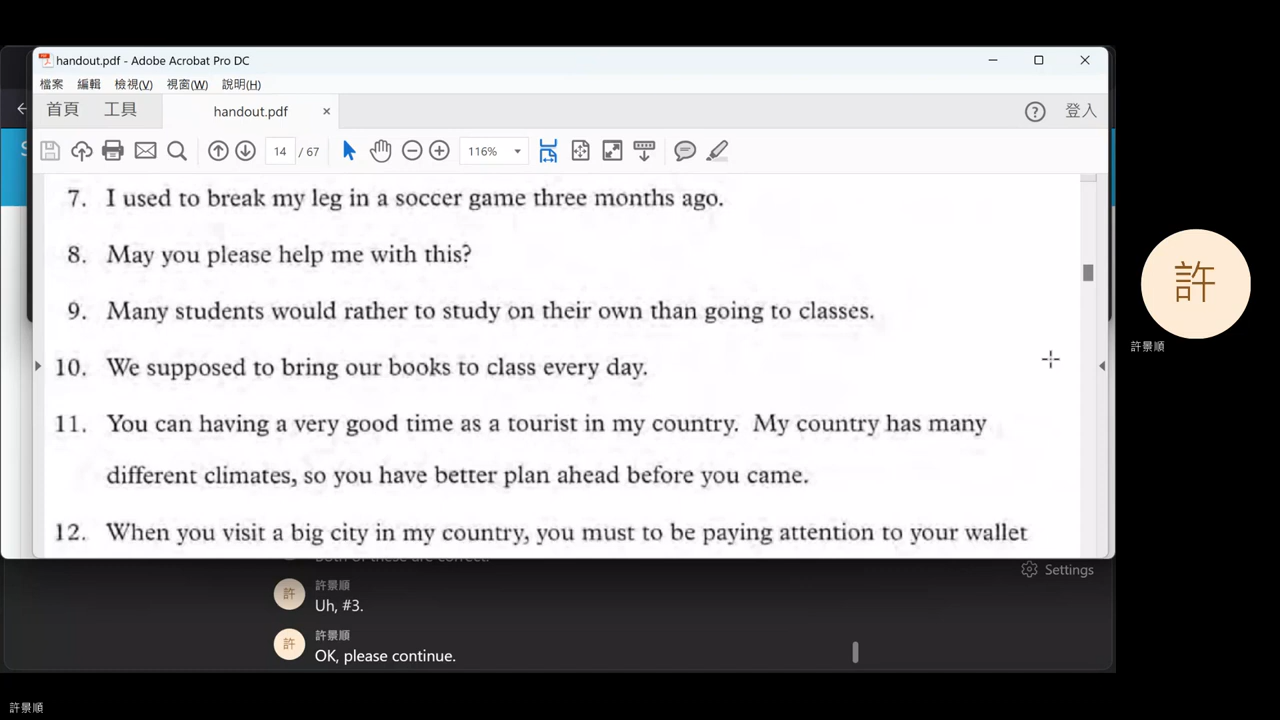 handout.pdf - Adobe Acrobat Pro DC
檔案 編輯 檢視(V) 視窗(W) 說明(H)
首頁 工具 handout.pdf × 登入
14 / 67 116%
7. I used to break my leg in a soccer game three months ago.
8. May you please help me with this?
9. Many students would rather to study on their own than going to classes.
10. We supposed to bring our books to class every day.
11. You can having a very good time as a tourist in my country. My country has many
different climates, so you have better plan ahead before you came.
12. When you visit a big city in my country, you must to be paying attention to your wallet
Both of these are correct.
Settings
許 許景順
Uh, #3.
許 許景順
OK, please continue.
許
許景順
許景順